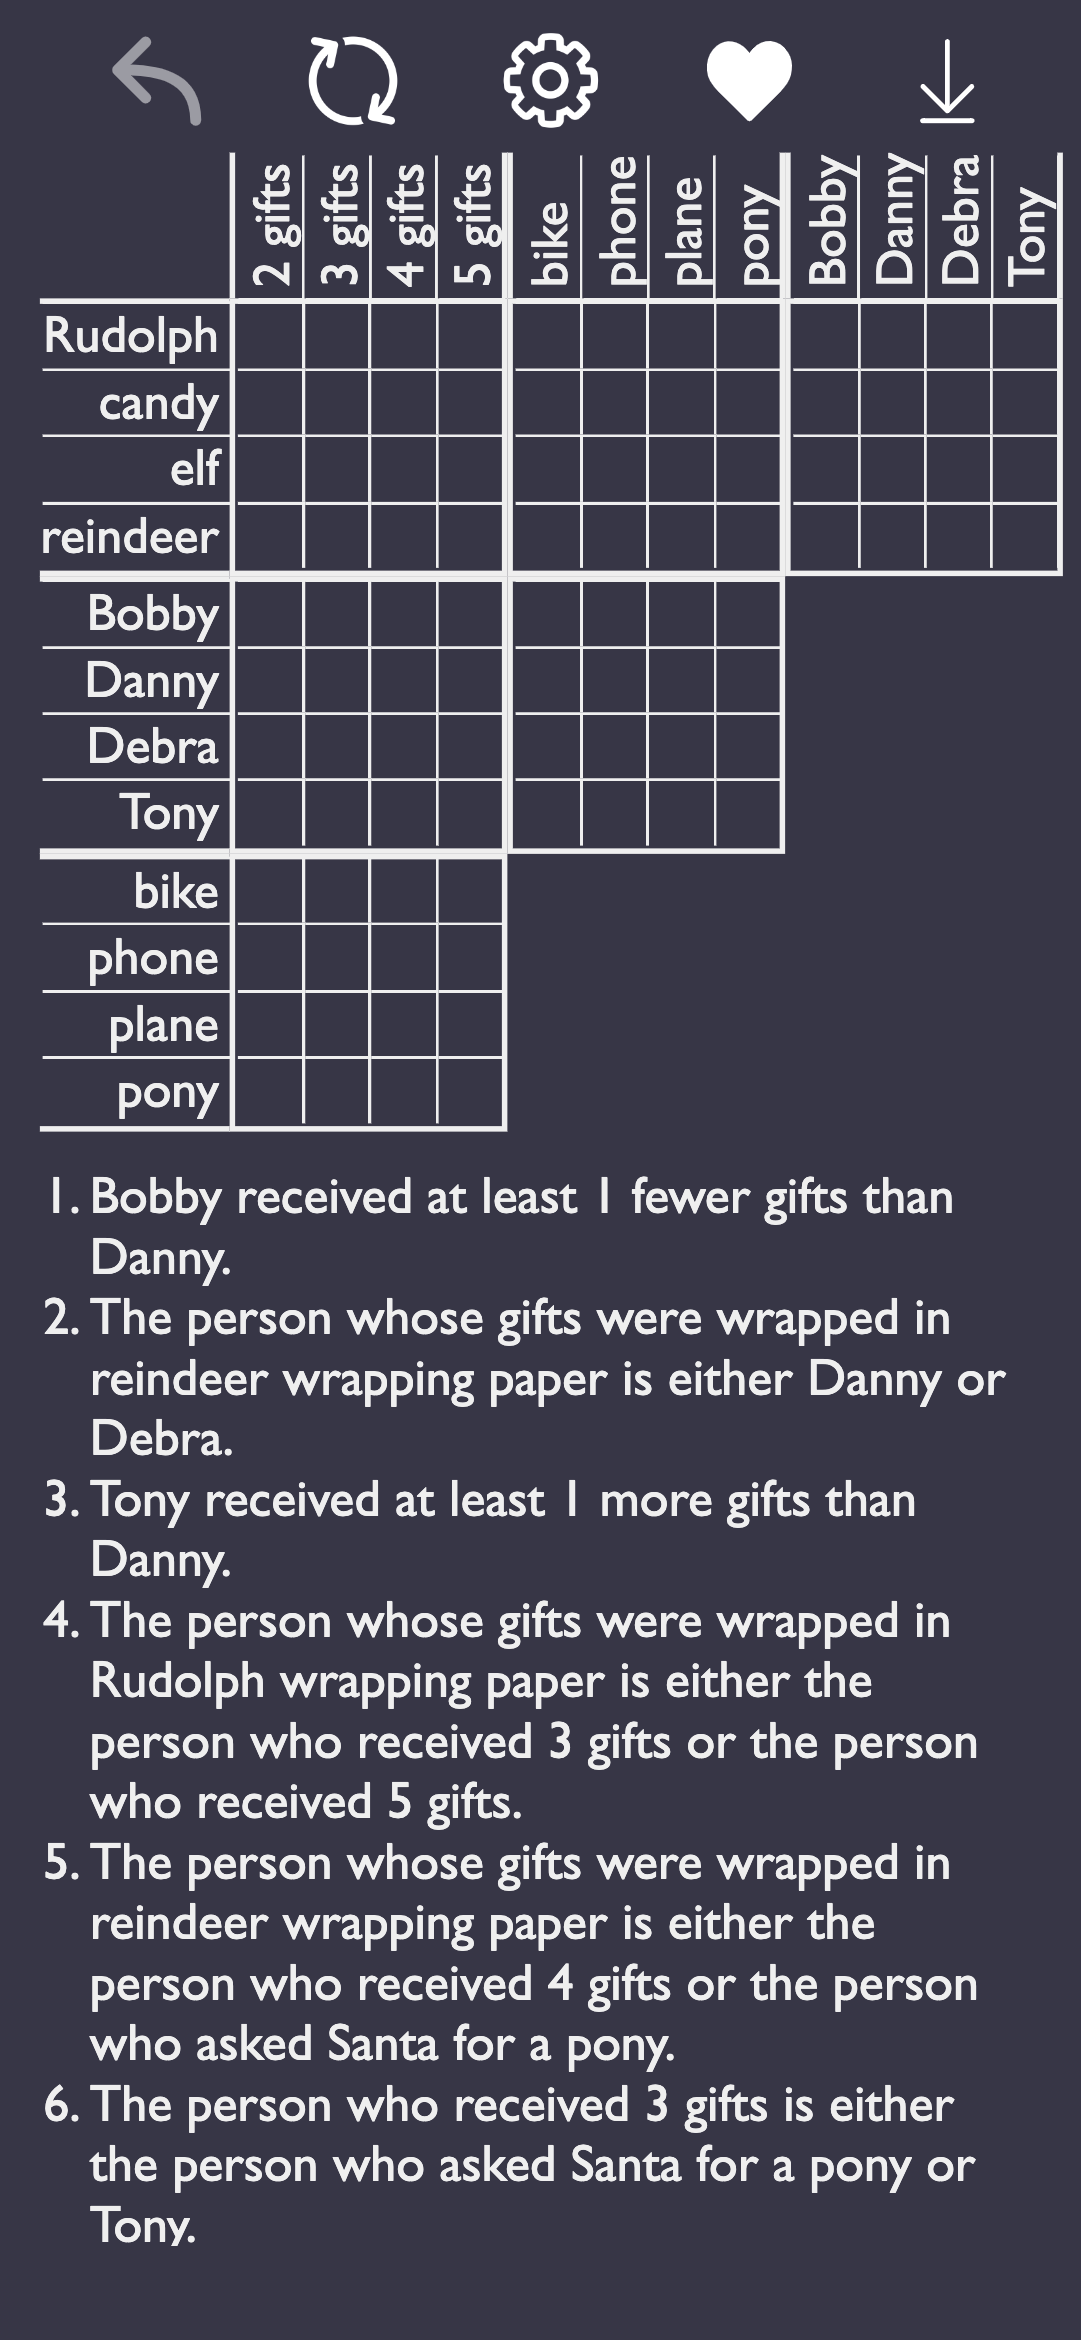 2 gifts
3 gifts
4 gifts
5 gifts
bike
phone
plane
pony
Bobby
Danny
Debra
Tony
Rudolph
candy
elf
reindeer
Bobby
Danny
Debra
Tony
bike
phone
plane
pony
1. Bobby received at least 1 fewer gifts than
Danny.
2. The person whose gifts were wrapped in
reindeer wrapping paper is either Danny or
Debra.
3. Tony received at least 1 more gifts than
Danny.
4. The person whose gifts were wrapped in
Rudolph wrapping paper is either the
person who received 3 gifts or the person
who received 5 gifts.
5. The person whose gifts were wrapped in
reindeer wrapping paper is either the
person who received 4 gifts or the person
who asked Santa for a pony.
6. The person who received 3 gifts is either
the person who asked Santa for a pony or
Tony.